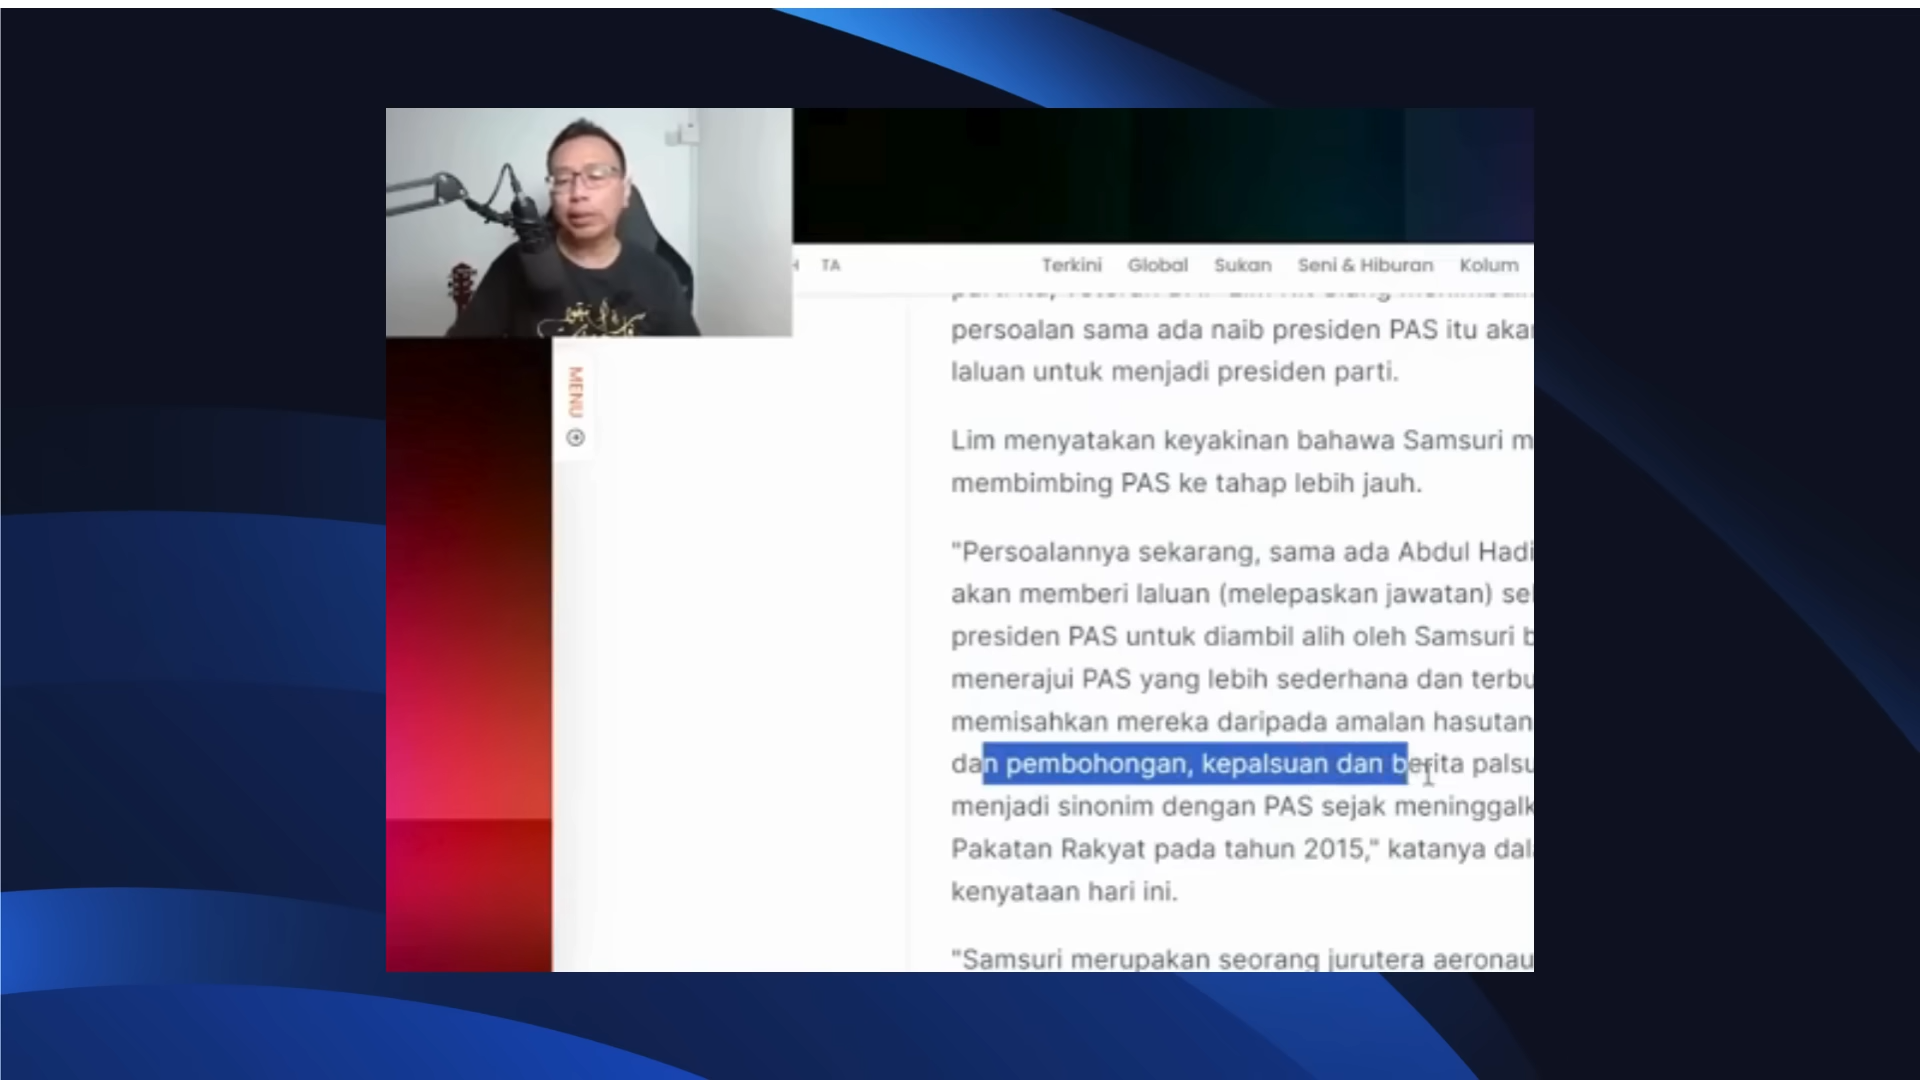 TA
Terkini Global Sukan Seni & Hiburan Kolum
MENU
persoalan sama ada naib presiden PAS itu akan
laluan untuk menjadi presiden parti.
Lim menyatakan keyakinan bahawa Samsuri m
membimbing PAS ke tahap lebih jauh.
"Persoalannya sekarang, sama ada Abdul Hadi
akan memberi laluan (melepaskan jawatan) se
presiden PAS untuk diambil alih oleh Samsuri b
menerajui PAS yang lebih sederhana dan terbu
memisahkan mereka daripada amalan hasutan
dan pembohongan, kepalsuan dan berita palsu
menjadi sinonim dengan PAS sejak meninggalk
Pakatan Rakyat pada tahun 2015," katanya dal
kenyataan hari ini.
"Samsuri merupakan seorang jurutera aeronau